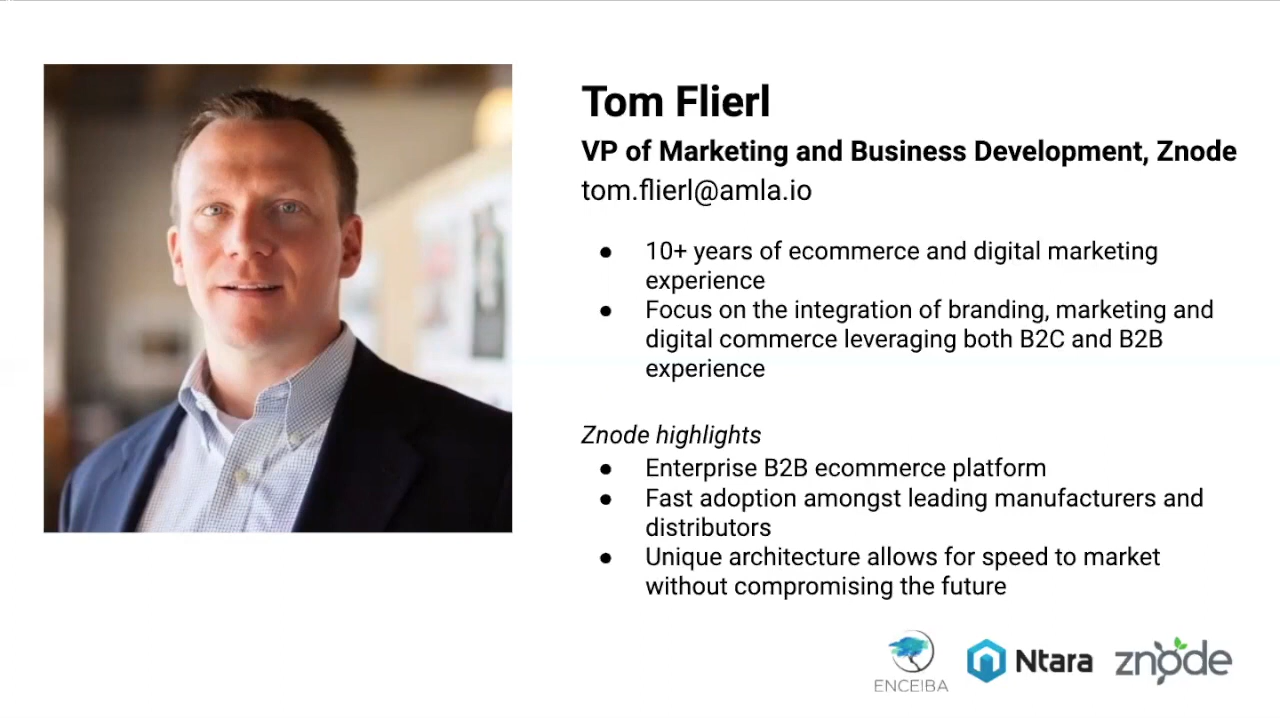 Tom Flierl
VP of Marketing and Business Development, Znode
tom.flierl@amla.io
● 10+ years of ecommerce and digital marketing
experience
● Focus on the integration of branding, marketing and
digital commerce leveraging both B2C and B2B
experience
Znode highlights
● Enterprise B2B ecommerce platform
● Fast adoption amongst leading manufacturers and
distributors
● Unique architecture allows for speed to market
without compromising the future
ENCEIBA
Ntara
znode